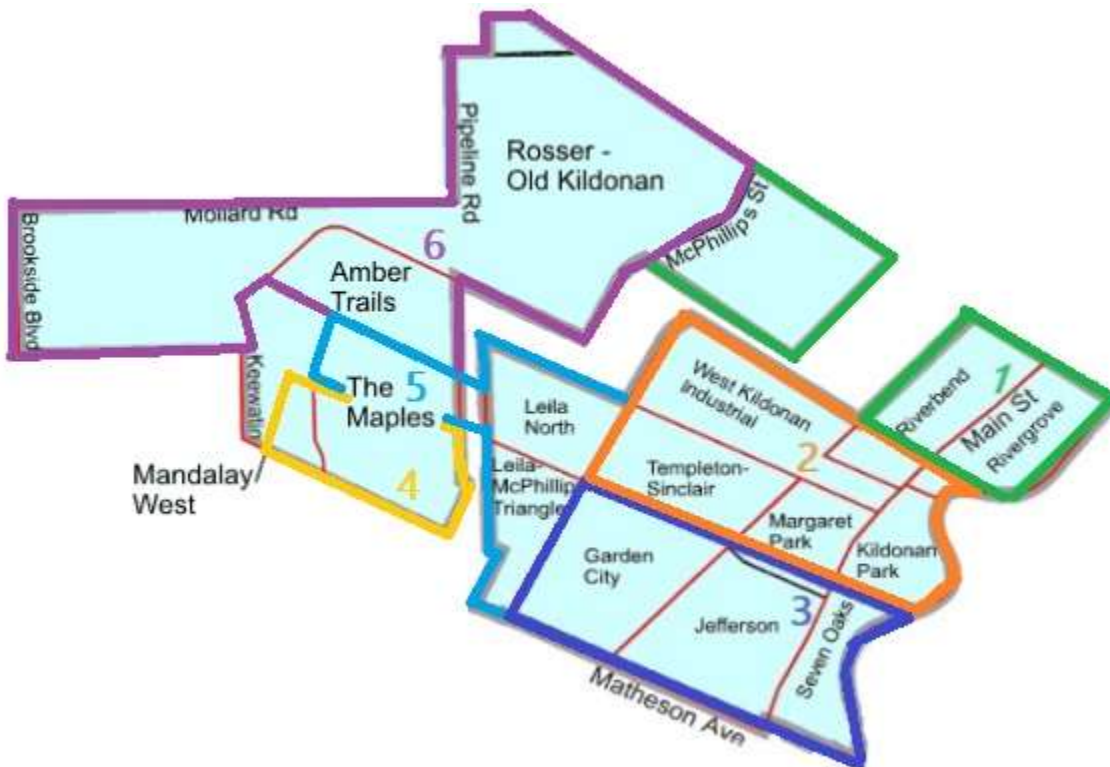 Pipeline Rd
Rosser -
Old Kildonan
McPhillips St
Mollard Rd
Brookside Blvd
6
Amber
Trails
Keewatin
The
Maples
5
4
Mandalay/
West
Leila
North
Leila-
McPhillips
Triangle
West Kildonan
Industrial
2
Templeton-
Sinclair
Margaret
Park
Kildonan
Park
Riverbend
1
Main St
Rivergrove
Garden
City
Jefferson
3
Seven Oaks
Matheson Ave